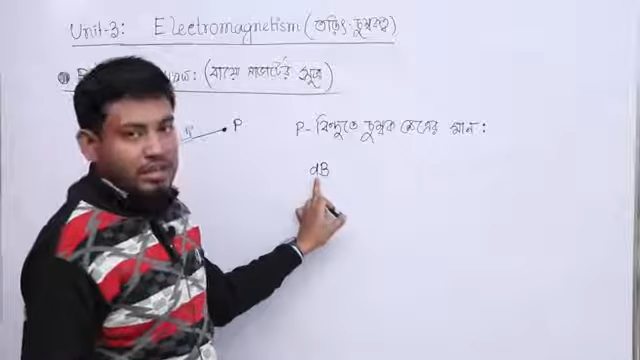 Unit-3: Electromagnetism (তড়িৎ-চুম্বকত্ব)
(বায়ো সাভার্টের সূত্র)
P
P-বিন্দুতে চুম্বক ক্ষেত্রের মান:
dB